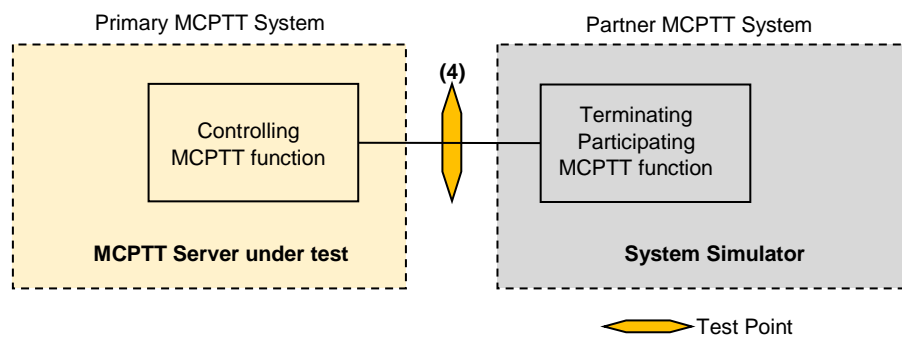 Primary MCPTT System
Partner MCPTT System
(4)
Controlling
MCPTT function
Terminating
Participating
MCPTT function
MCPTT Server under test
System Simulator
Test Point